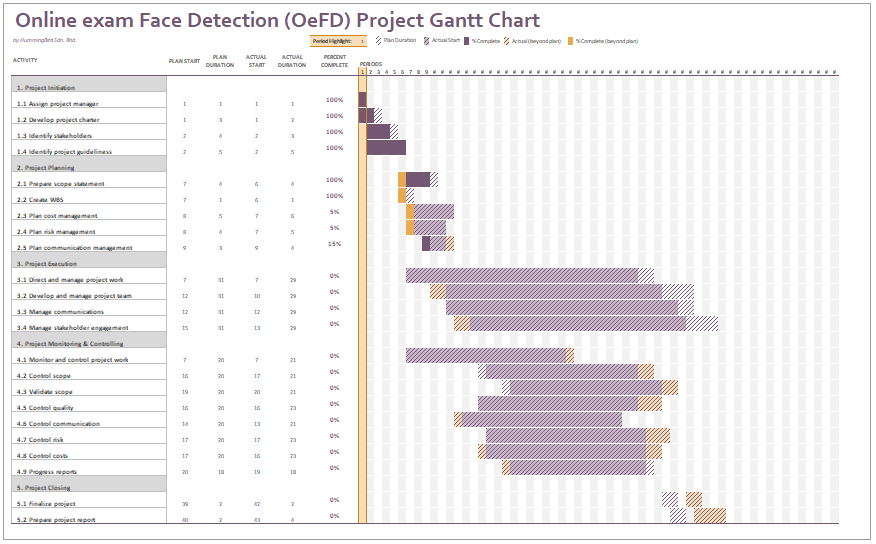 Online exam Face Detection (OeFD) Project Gantt Chart
by HummingBird Sdn. Bhd.
Period Highlight: 1 Plan Duration Actual Start % Complete Actual (beyond plan) % Complete (beyond plan)
ACTIVITY PLAN START PLAN DURATION ACTUAL START ACTUAL DURATION PERCENT COMPLETE PERIODS
1 2 3 4 5 6 7 8 9 # # # # # # # # # # # # # # # # # # # # # # # # # # # # # # # # # # # # # # # # # # # # # # # # # # #
1. Project Initiation
1.1 Assign project manager 1 1 1 1 100%
1.2 Develop project charter 1 3 1 2 100%
1.3 Identify stakeholders 2 4 2 3 100%
1.4 Identify project guideliness 2 5 2 5 100%
2. Project Planning
2.1 Prepare scope statement 7 4 6 4 100%
2.2 Create WBS 7 1 6 1 100%
2.3 Plan cost management 8 5 7 6 5%
2.4 Plan risk management 8 4 7 5 5%
2.5 Plan communication management 9 3 9 4 15%
3. Project Execution
3.1 Direct and manage project work 7 31 7 29 0%
3.2 Develop and manage project team 12 31 10 29 0%
3.3 Manage communications 12 31 12 29 0%
3.4 Manage stakeholder engagement 15 31 13 29 0%
4. Project Monitoring & Controlling
4.1 Monitor and control project work 7 20 7 21 0%
4.2 Control scope 16 20 17 21 0%
4.3 Validate scope 19 20 20 21 0%
4.5 Control quality 16 20 16 23 0%
4.6 Control communication 14 20 13 21 0%
4.7 Control risk 17 20 17 23 0%
4.8 Control costs 17 20 16 23 0%
4.9 Progress reports 20 18 19 18 0%
5. Project Closing
5.1 Finalize project 39 2 42 2 0%
5.2 Prepare project report 40 2 43 4 0%